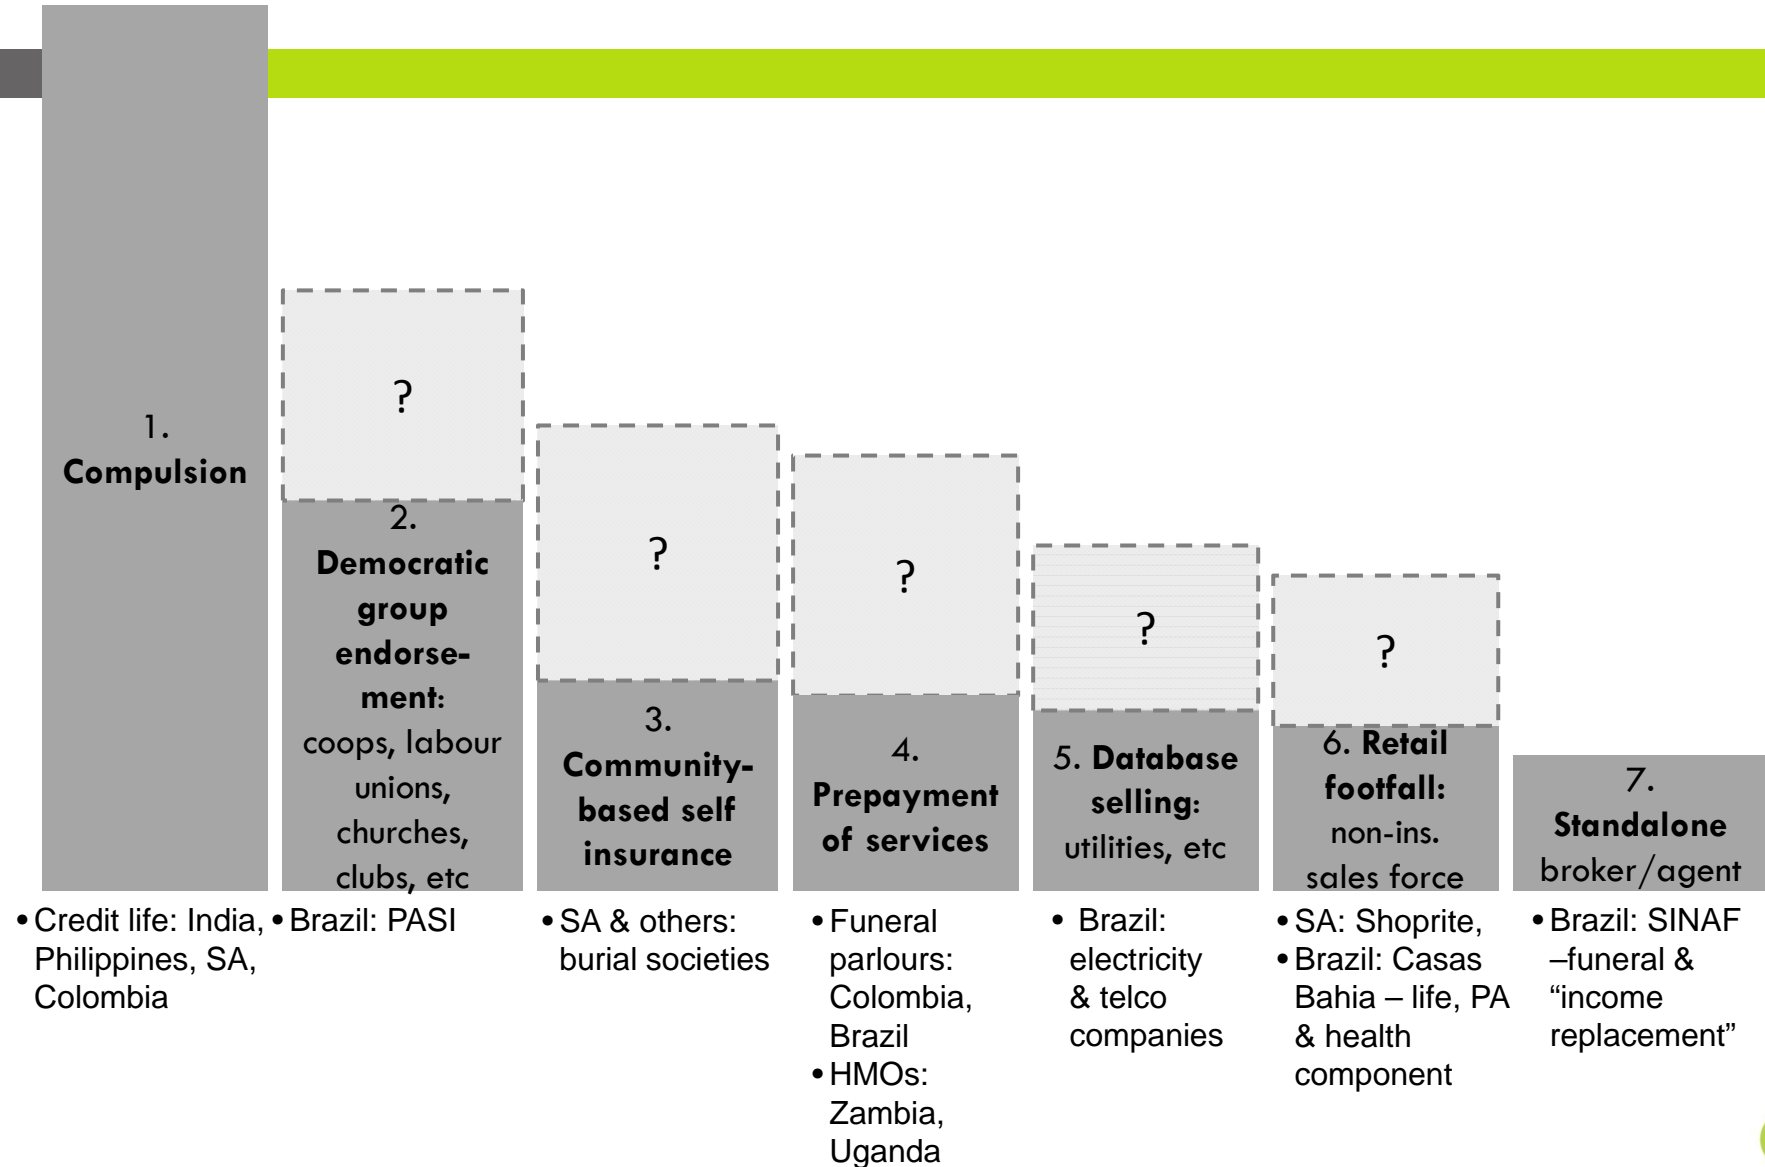 1.
Compulsion
?
2.
Democratic
group
endorse-
ment:
coops, labour
unions,
churches,
clubs, etc
?
3.
Community-
based self
insurance
?
4.
Prepayment
of services
?
5. Database
selling:
utilities, etc
?
6. Retail
footfall:
non-ins.
sales force
7.
Standalone
broker/agent
• Credit life: India,
Philippines, SA,
Colombia
• Brazil: PASI
• SA & others:
burial societies
• Funeral
parlours:
Colombia,
Brazil
• HMOs:
Zambia,
Uganda
• Brazil:
electricity
& telco
companies
• SA: Shoprite,
• Brazil: Casas
Bahia – life, PA
& health
component
• Brazil: SINAF
–funeral &
“income
replacement”